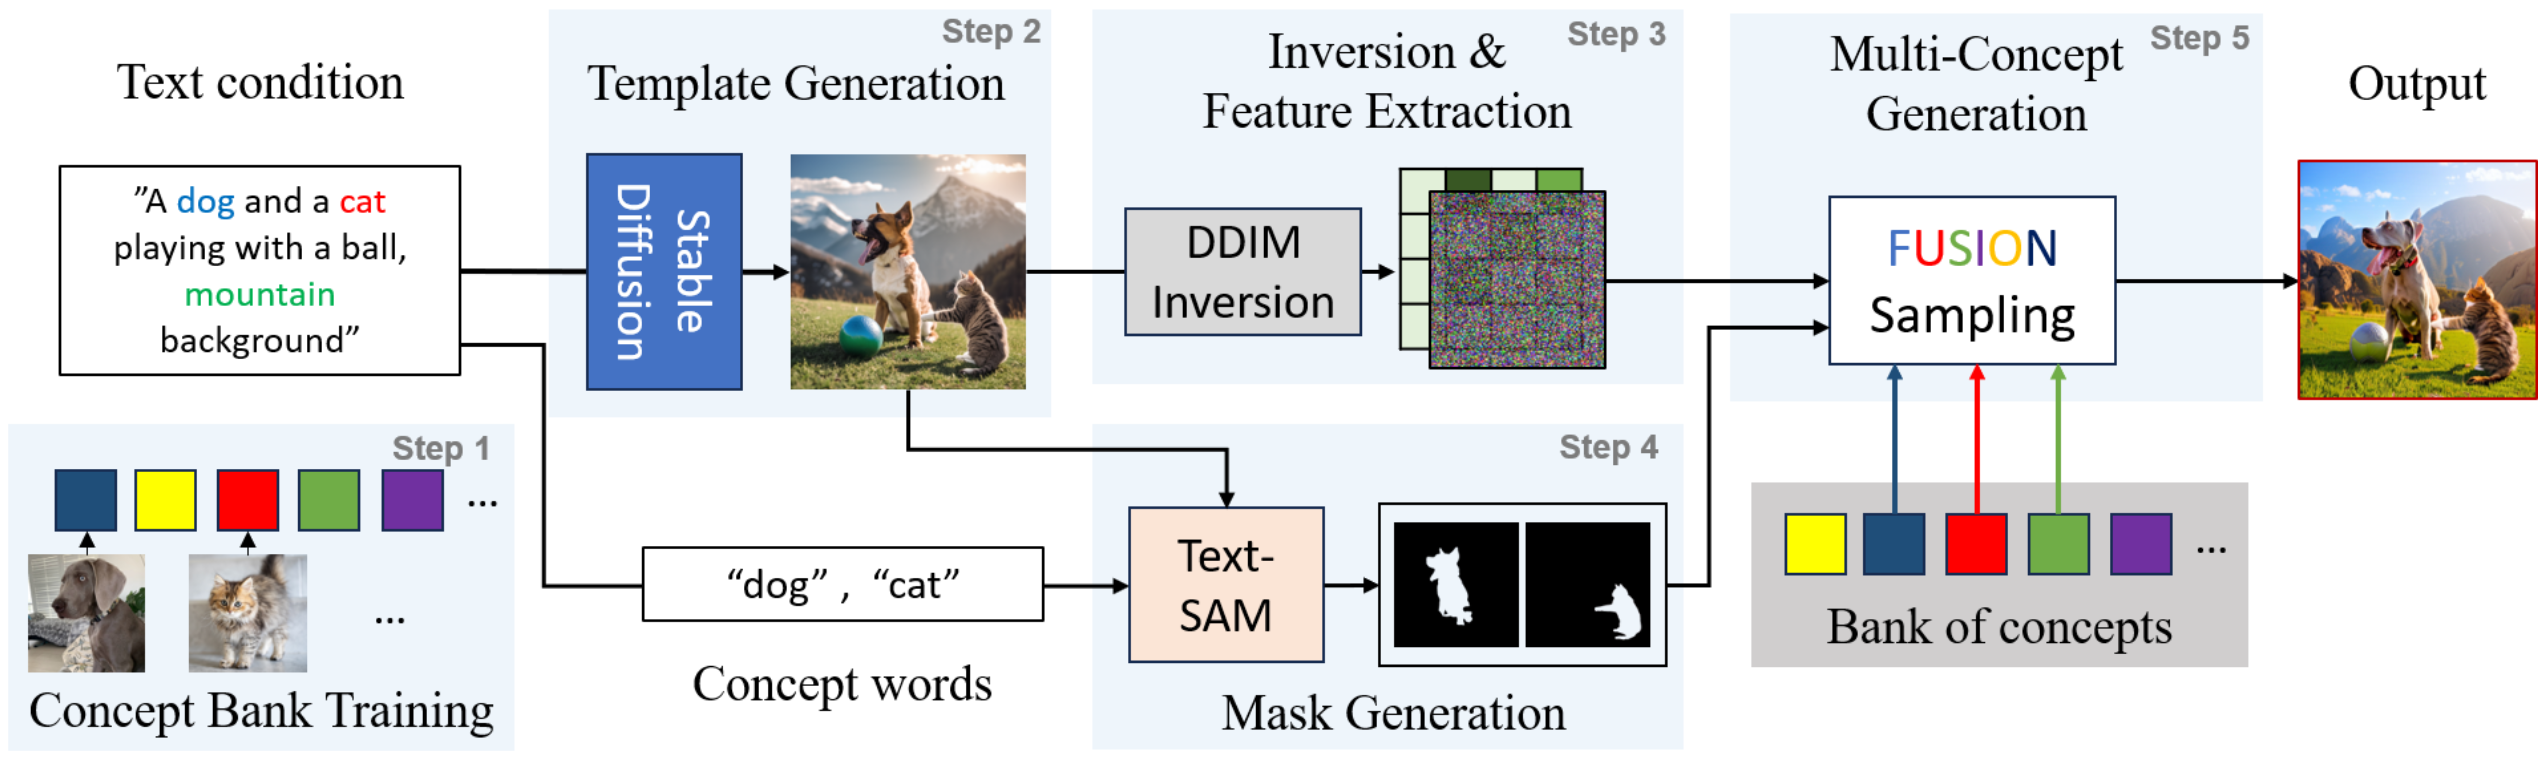 Text condition
”A dog and a cat
playing with a ball,
mountain
background”
Step 1
...
...
Concept Bank Training
Step 2
Template Generation
Stable
Diffusion
“dog” , “cat”
Concept words
Step 3
Inversion &
Feature Extraction
DDIM
Inversion
Step 4
Text-
SAM
Mask Generation
Step 5
Multi-Concept
Generation
FUSION
Sampling
...
Bank of concepts
Output